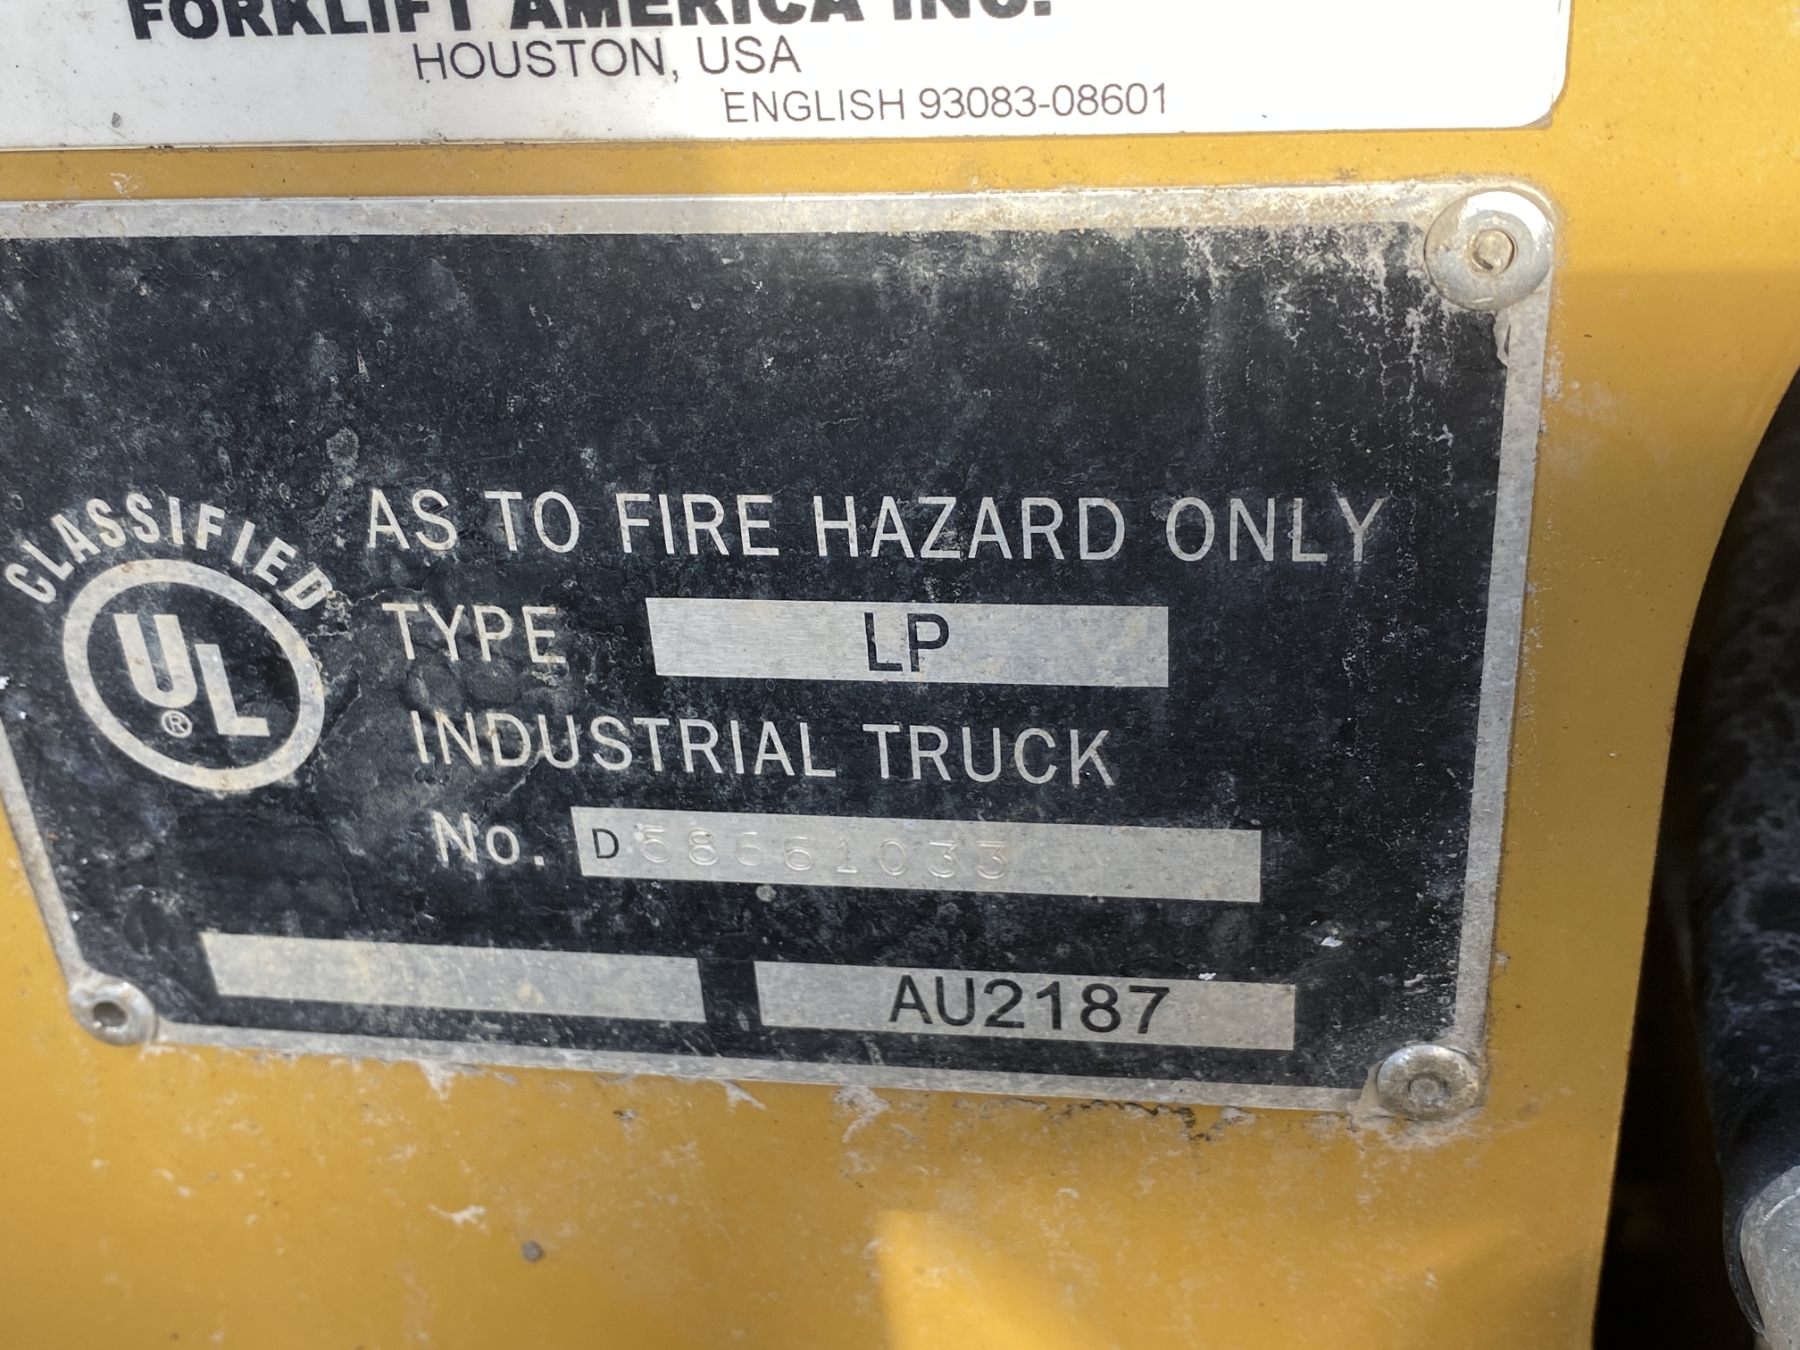 FORKLIFT AMERICA INC.
HOUSTON, USA
ENGLISH 93083-08601
CLASSIFIED
UL
®
AS TO FIRE HAZARD ONLY
TYPE LP
INDUSTRIAL TRUCK
No. D58661033
AU2187